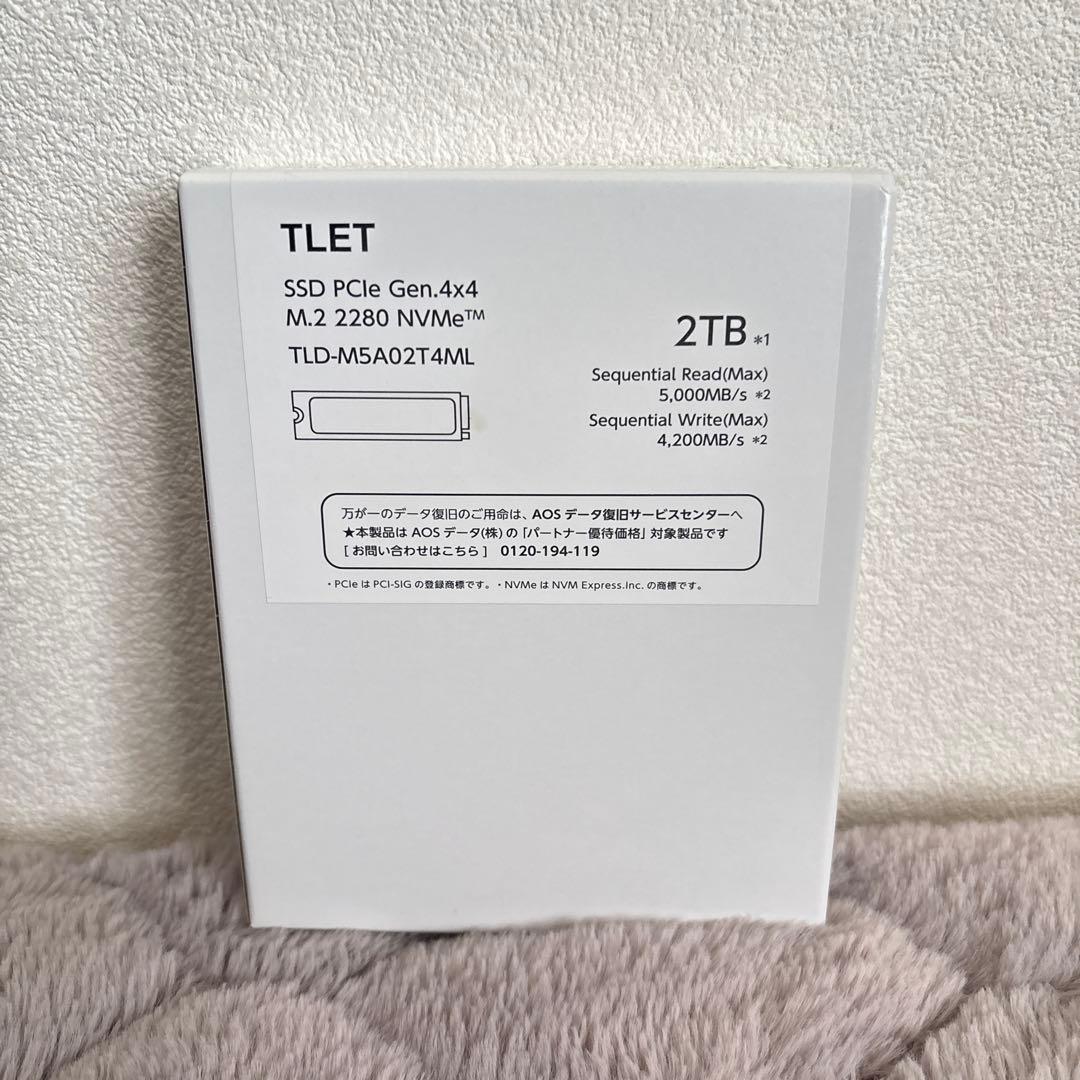 TLET
SSD PCIe Gen.4x4
M.2 2280 NVMe™
TLD-M5A02T4ML
2TB *1
Sequential Read(Max)
5,000MB/s *2
Sequential Write(Max)
4,200MB/s *2
万が一のデータ復旧のご用命は、AOSデータ復旧サービスセンターへ
★本製品は AOS データ(株)の「パートナー優待価格」対象製品です
[お問い合わせはこちら] 0120-194-119
・PCIe は PCI-SIG の登録商標です。・NVMe は NVM Express.Inc. の商標です。